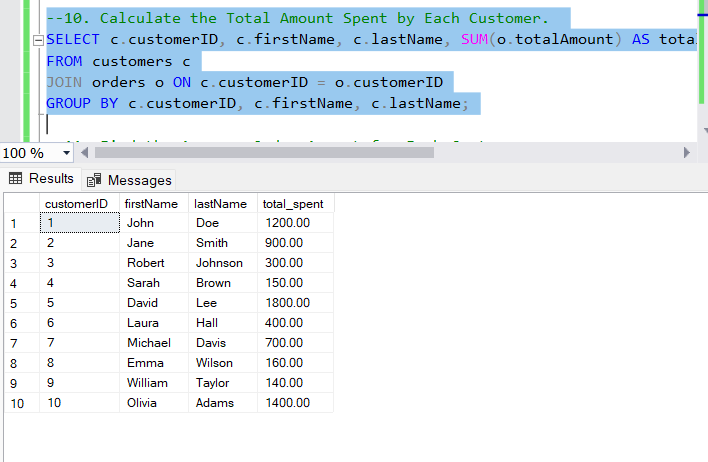 --10. Calculate the Total Amount Spent by Each Customer.
SELECT c.customerID, c.firstName, c.lastName, SUM(o.totalAmount) AS tota
FROM customers c
JOIN orders o ON c.customerID = o.customerID
GROUP BY c.customerID, c.firstName, c.lastName;
100 %
Results Messages
customerID firstName lastName total_spent
1 1 John Doe 1200.00
2 2 Jane Smith 900.00
3 3 Robert Johnson 300.00
4 4 Sarah Brown 150.00
5 5 David Lee 1800.00
6 6 Laura Hall 400.00
7 7 Michael Davis 700.00
8 8 Emma Wilson 160.00
9 9 William Taylor 140.00
10 10 Olivia Adams 1400.00